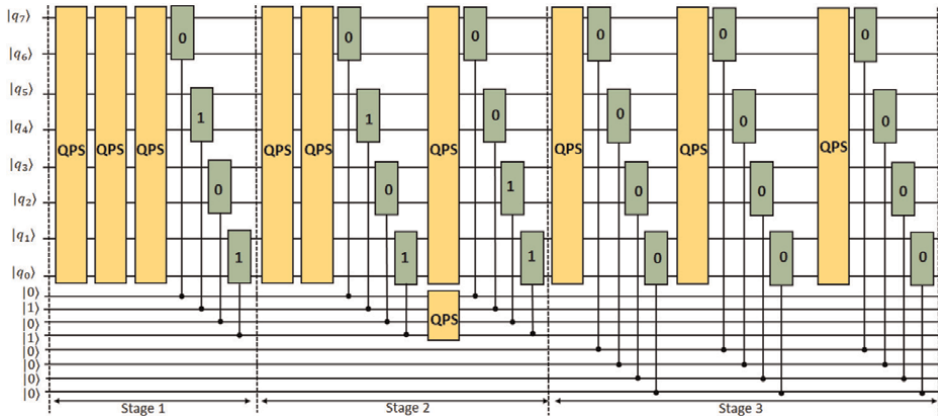 |q₇⟩
0 0 0 0 0 0
|q₆⟩
|q₅⟩
1 1 0 0 0 0
|q₄⟩
QPS QPS QPS QPS QPS QPS QPS QPS QPS
|q₃⟩
0 0 1 0 0 0
|q₂⟩
|q₁⟩
1 1 1 0 0 0
|q₀⟩
|0⟩
|1⟩
|0⟩ QPS
|1⟩
|0⟩
|0⟩
|0⟩
|0⟩
Stage 1 Stage 2 Stage 3